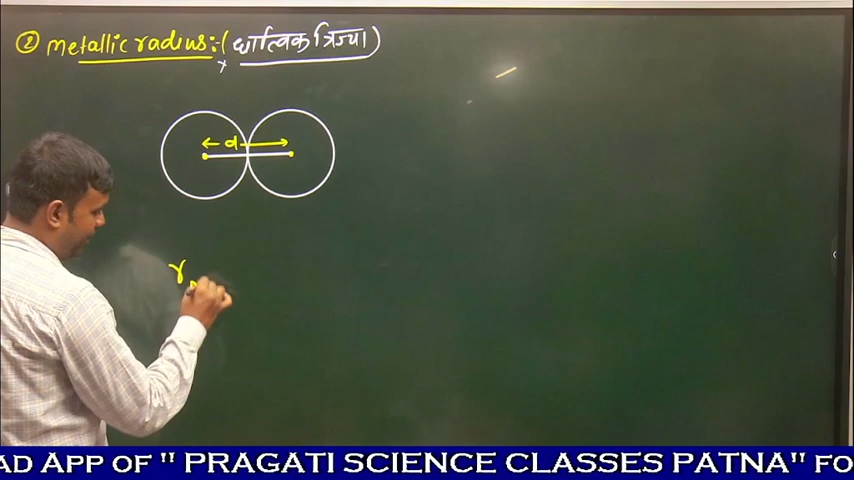 ② Metallic radius:- (धात्विक त्रिज्या)
d
r
AD APP OF " PRAGATI SCIENCE CLASSES PATNA" FO